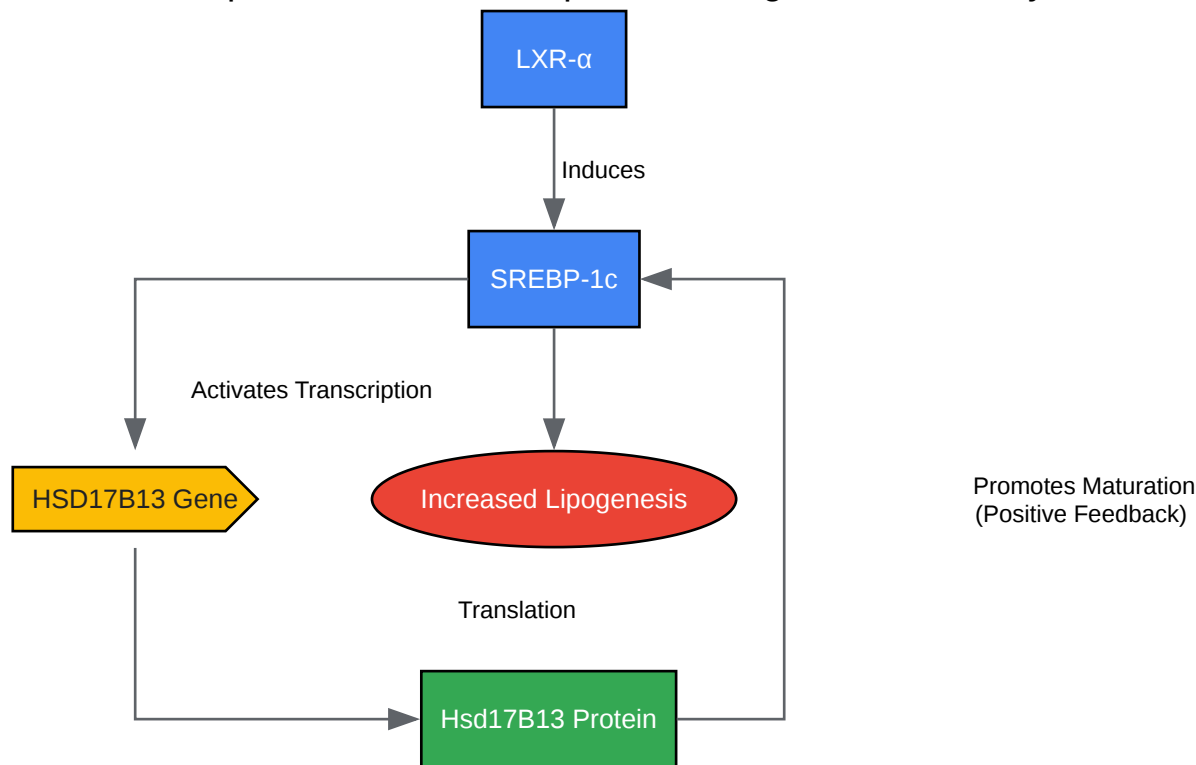 LXR-α
Induces
SREBP-1c
Activates Transcription
HSD17B13 Gene
Increased Lipogenesis
Promotes Maturation
(Positive Feedback)
Translation
Hsd17B13 Protein